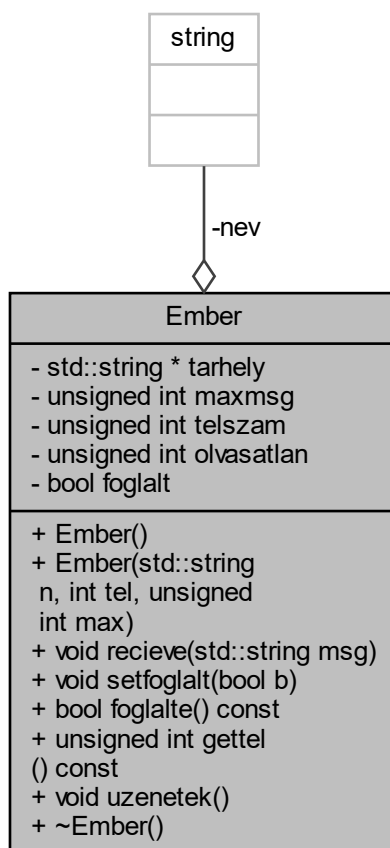 string
-nev
Ember
- std::string * tarhely
- unsigned int maxmsg
- unsigned int telszam
- unsigned int olvasatlan
- bool foglalt
+ Ember()
+ Ember(std::string
n, int tel, unsigned
int max)
+ void recieve(std::string msg)
+ void setfoglalt(bool b)
+ bool foglalte() const
+ unsigned int gettel
() const
+ void uzenetek()
+ ~Ember()